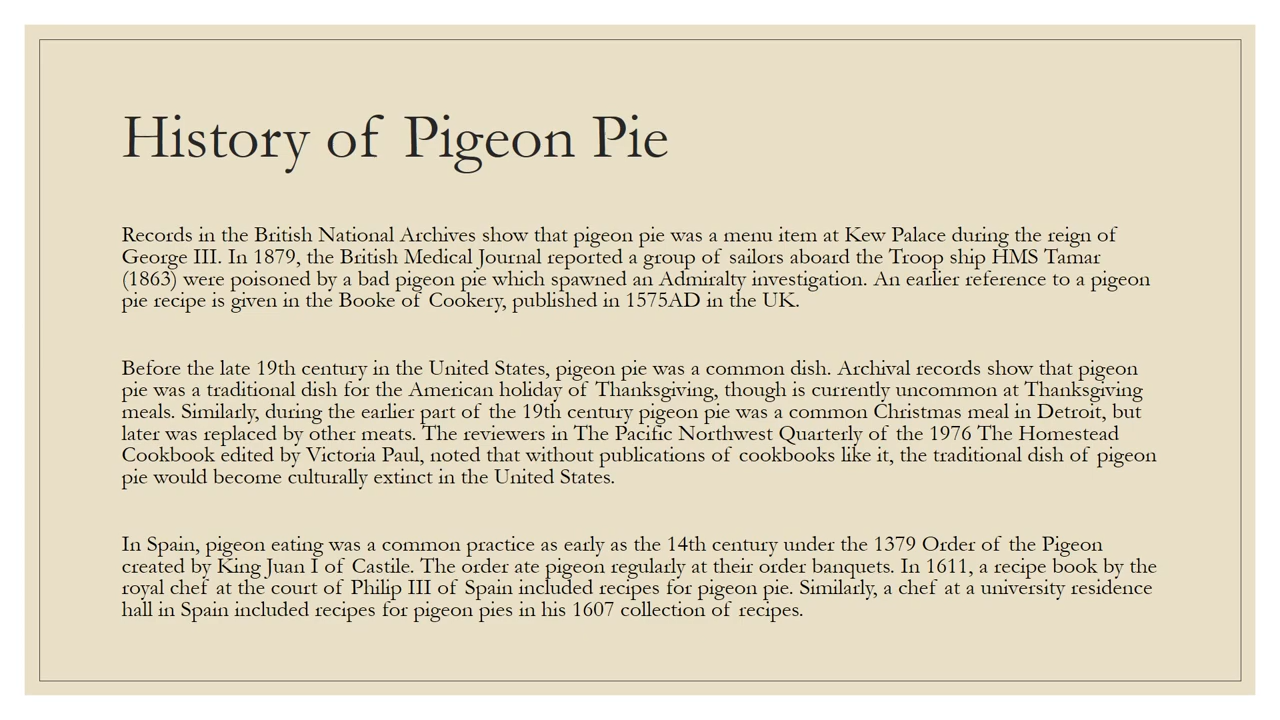 History of Pigeon Pie
Records in the British National Archives show that pigeon pie was a menu item at Kew Palace during the reign of
George III. In 1879, the British Medical Journal reported a group of sailors aboard the Troop ship HMS Tamar
(1863) were poisoned by a bad pigeon pie which spawned an Admiralty investigation. An earlier reference to a pigeon
pie recipe is given in the Booke of Cookery, published in 1575AD in the UK.
Before the late 19th century in the United States, pigeon pie was a common dish. Archival records show that pigeon
pie was a traditional dish for the American holiday of Thanksgiving, though is currently uncommon at Thanksgiving
meals. Similarly, during the earlier part of the 19th century pigeon pie was a common Christmas meal in Detroit, but
later was replaced by other meats. The reviewers in The Pacific Northwest Quarterly of the 1976 The Homestead
Cookbook edited by Victoria Paul, noted that without publications of cookbooks like it, the traditional dish of pigeon
pie would become culturally extinct in the United States.
In Spain, pigeon eating was a common practice as early as the 14th century under the 1379 Order of the Pigeon
created by King Juan I of Castile. The order ate pigeon regularly at their order banquets. In 1611, a recipe book by the
royal chef at the court of Philip III of Spain included recipes for pigeon pie. Similarly, a chef at a university residence
hall in Spain included recipes for pigeon pies in his 1607 collection of recipes.